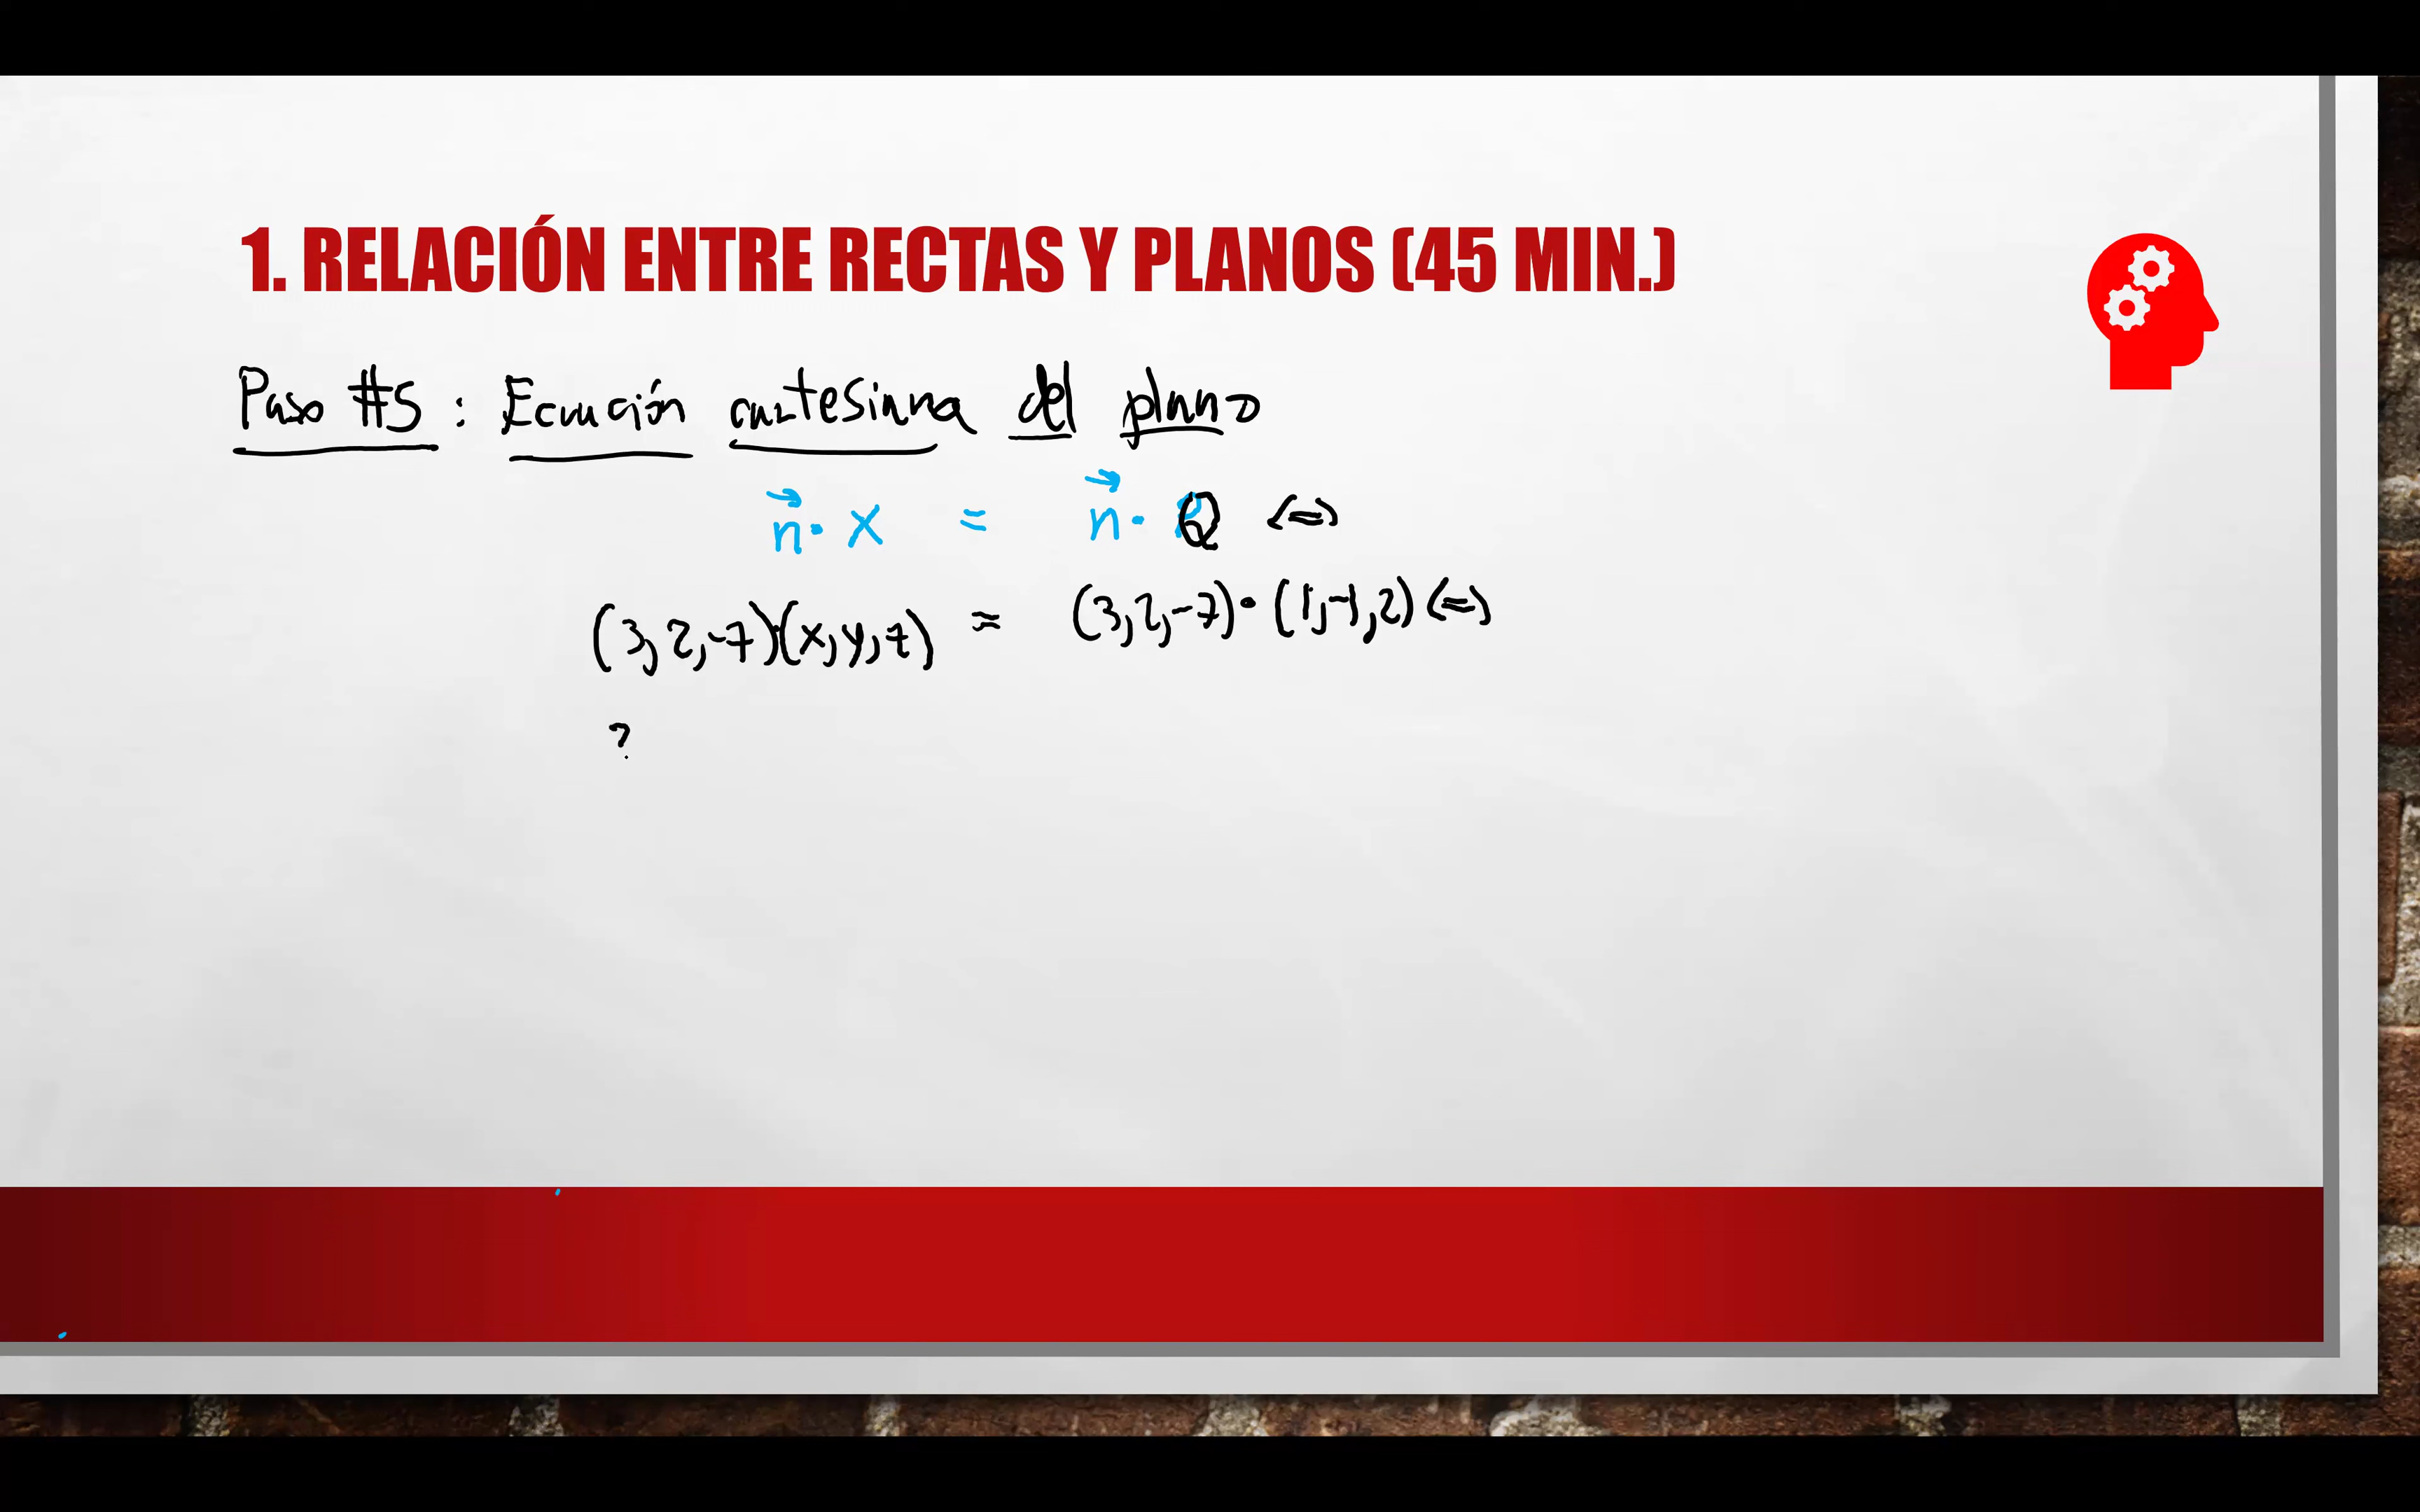 1. RELACIÓN ENTRE RECTAS Y PLANOS (45 MIN.)
Paso #5 : Ecuación cartesiana del plano
n⃗ · X = n⃗ · Q <=>
(3,2,-7)·(x,y,z) = (3,2,-7)·(1,-1,2) <=>
?